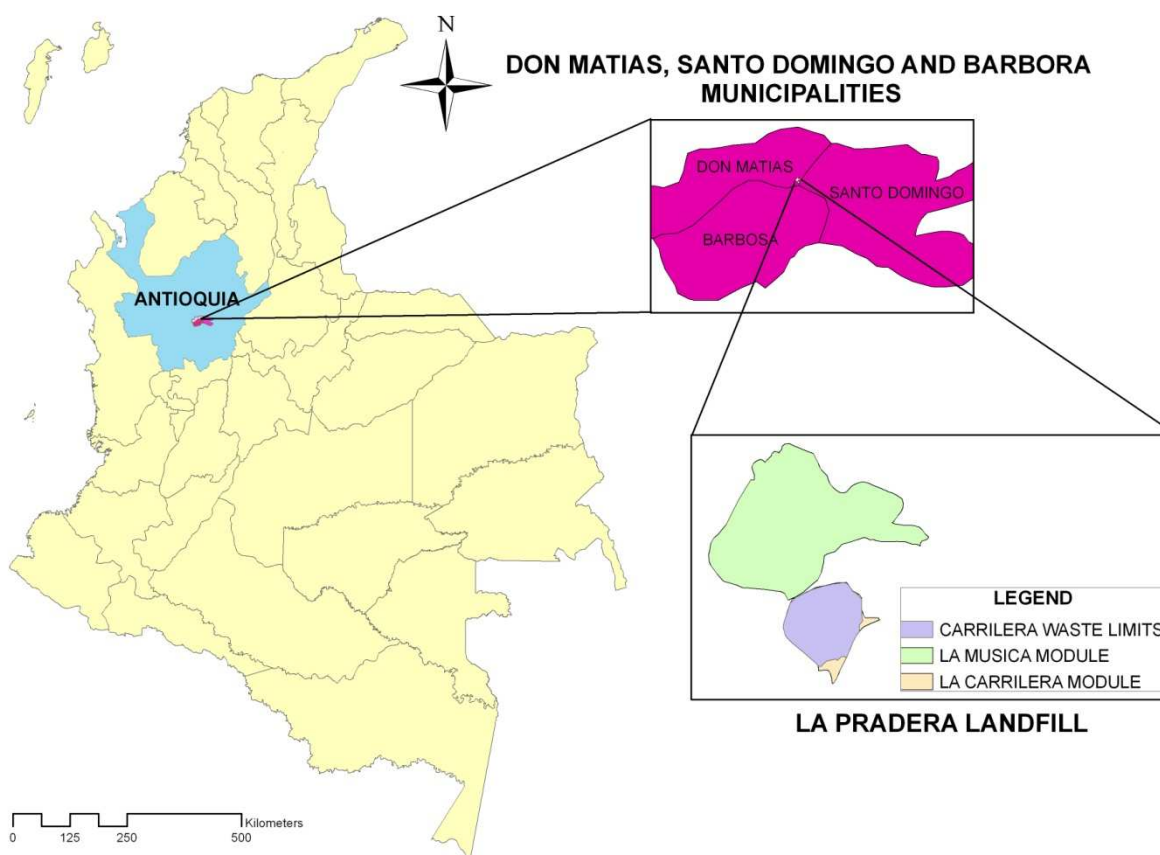 N
DON MATIAS, SANTO DOMINGO AND BARBORA
MUNICIPALITIES
DON MATIAS
SANTO DOMINGO
BARBOSA
ANTIOQUIA
LEGEND
CARRILERA WASTE LIMITS
LA MUSICA MODULE
LA CARRILERA MODULE
LA PRADERA LANDFILL
Kilometers
0 125 250 500